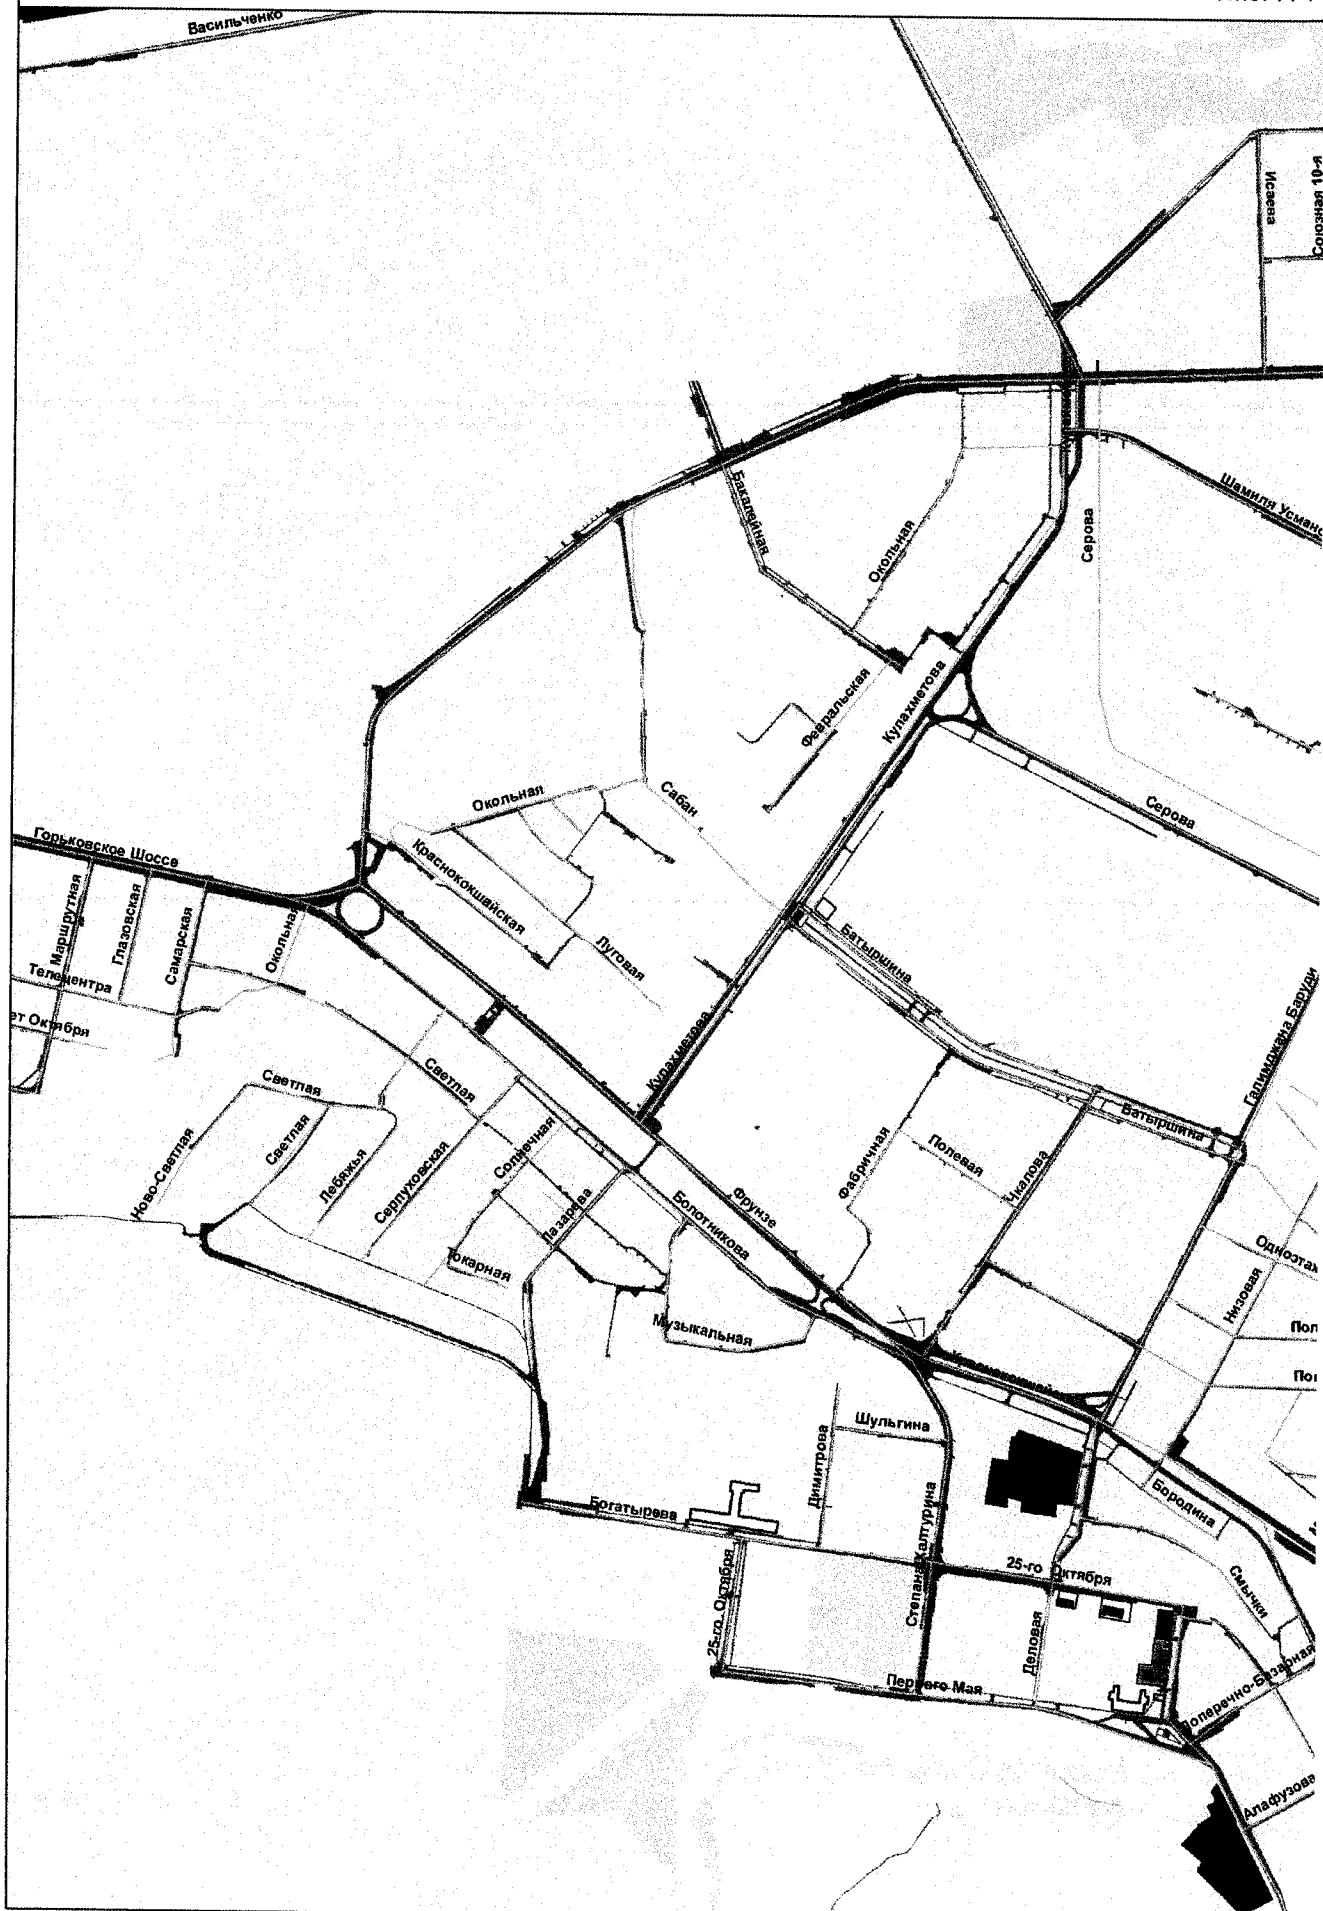 Васильченко
Исаева
Союзная 10-я
Шамиля
Бакалейная
Окольная
Серова
Февральская
Кулахметова
Окольная
Сабан
Серова
Горьковское Шоссе
Краснококшайская
Маршрутная
Глазовская
Самарская
Окольная
Луговая
Батыршина
Телецентра
Октября
Кулахметова
Галимджана Баруди
Светлая
Светлая
Батыршина
Ново-Светлая
Светлая
Лебяжья
Серпуховская
Солнечная
Лазарева
Фабричная
Полевая
Чкалова
Фрунзе
Болотникова
Токарная
Низовая
Музыкальная
Шульгина
Димитрова
Степана Халтурина
Богатырева
Бородина
25-го Октября
25-го Октября
Смычки
Деловая
Первого Мая
Поперечно-Базарная
Алафузова